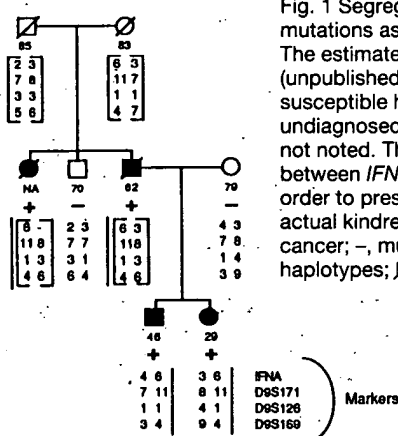 85 83
2 3 6 3
7 8 11 7
3 3 1 1
5 6 4 7
NA 70 62 79
+ − + −
6 - 2 3 6 3 4 3
11 8 7 7 11 8 7 8
1 3 3 1 1 3 1 4
4 6 6 4 4 6 3 9
46 29
+ +
4 6 3 6 IFNA
7 11 8 11 D9S171
1 1 4 1 D9S126
3 4 9 4 D9S169
Markers
Fig. 1 Segreg
mutations as
The estimate
(unpublished
susceptible h
undiagnosed
not noted. Th
between IFN
order to pres
actual kindre
cancer; –, mu
haplotypes;